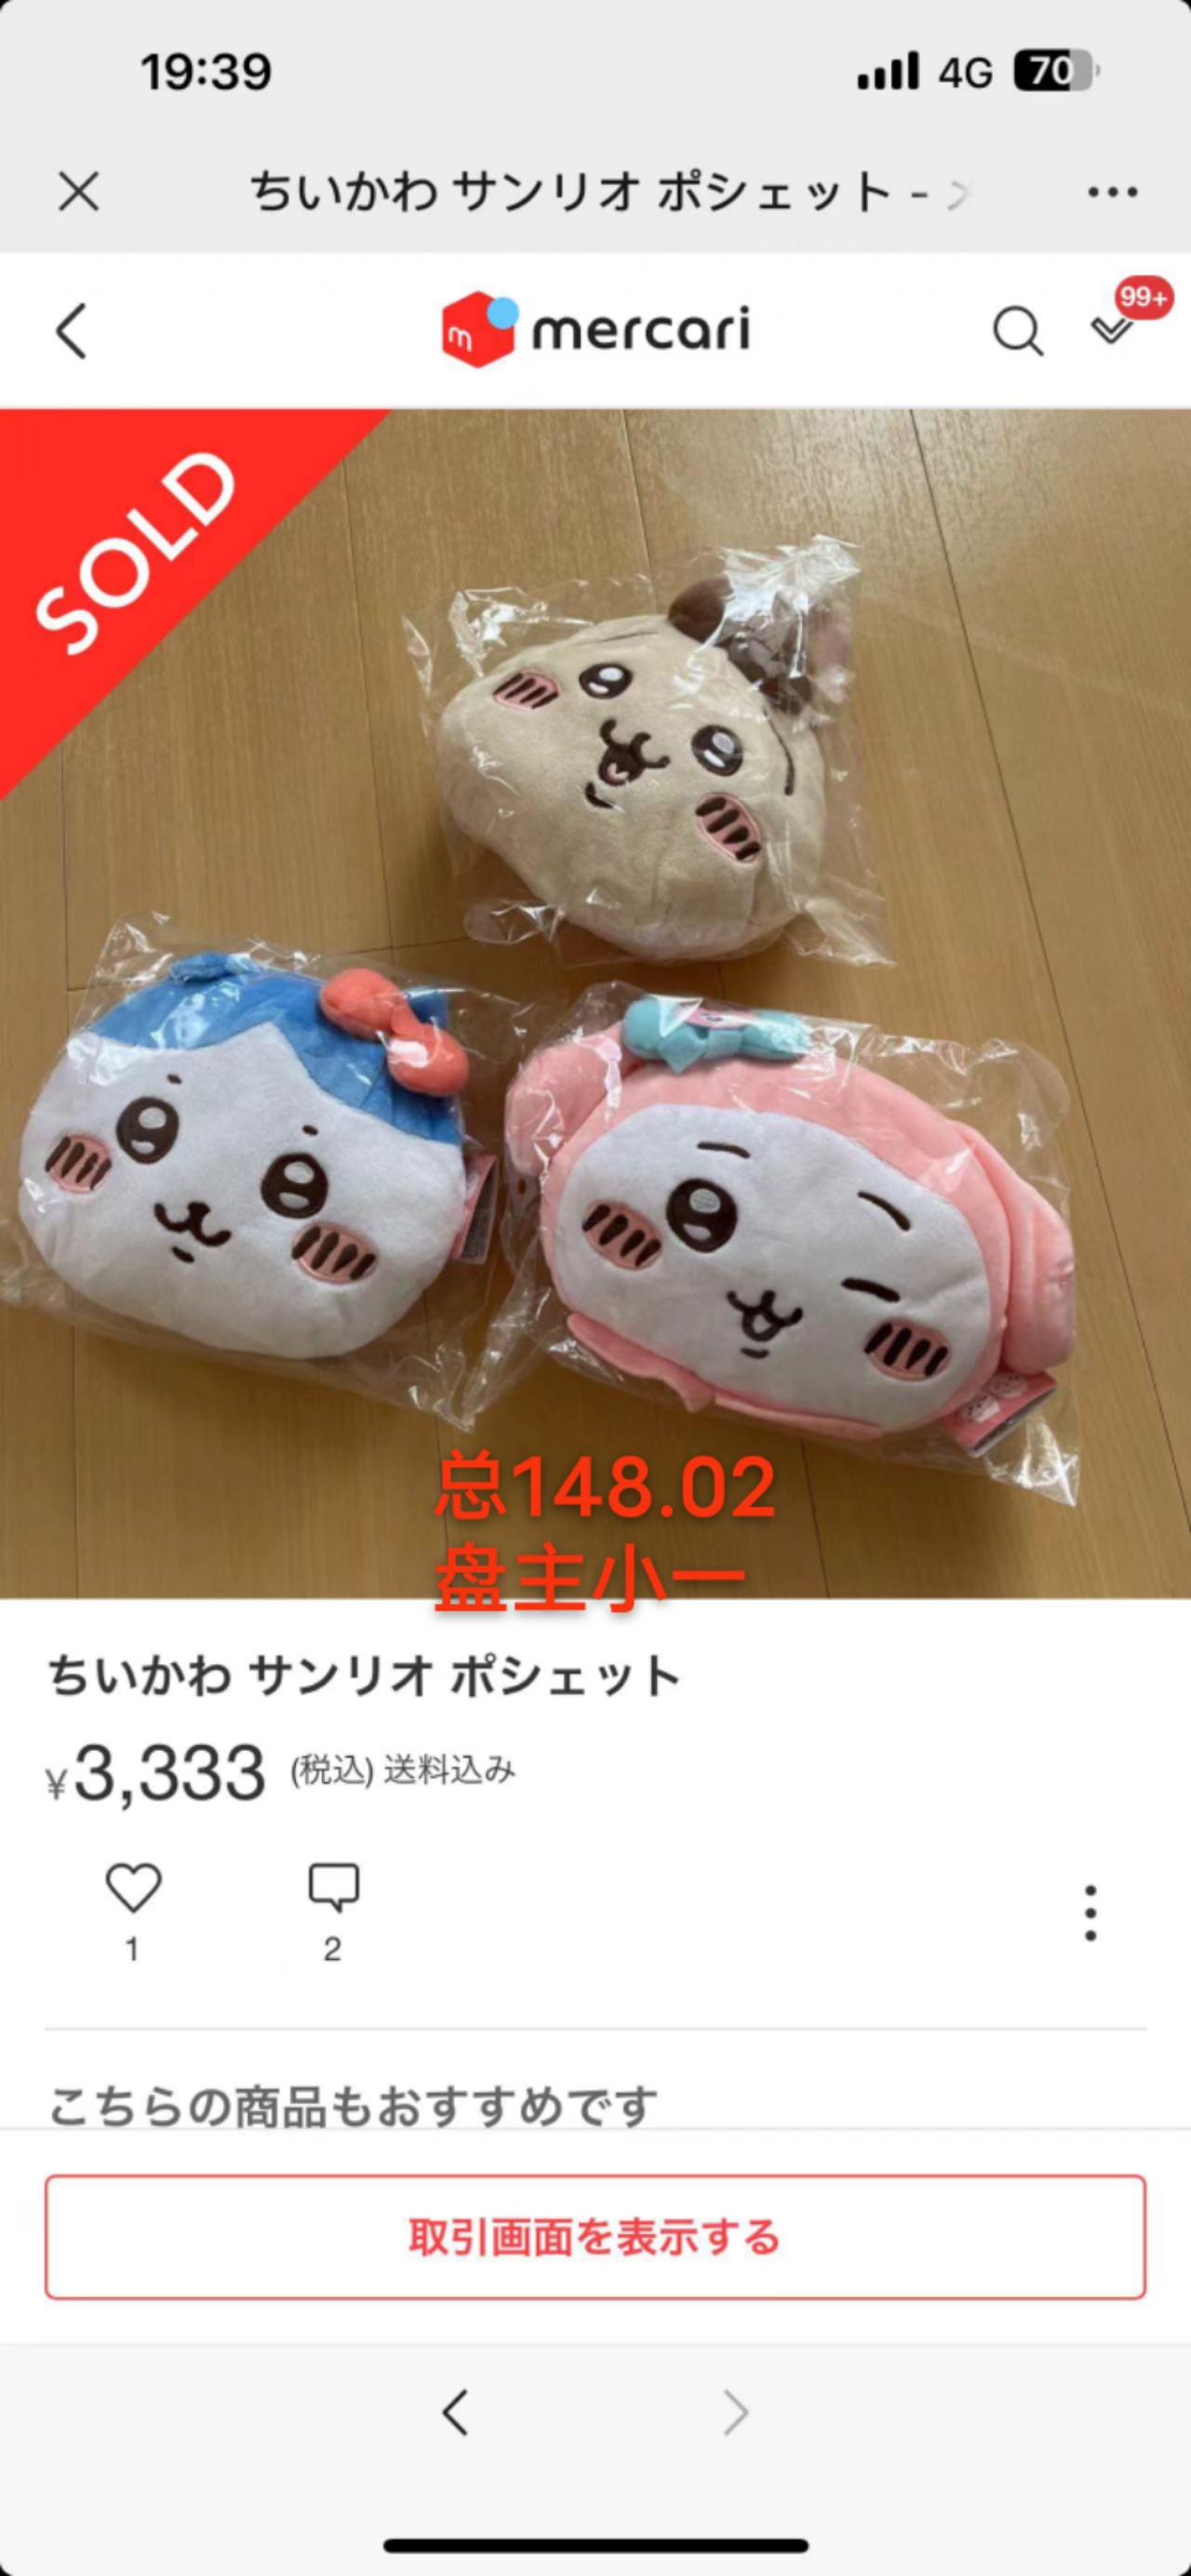 19:39
4G 70
ちいかわ サンリオ ポシェット -
mercari
99+
SOLD
总148.02
盘主小一
ちいかわ サンリオ ポシェット
¥3,333 (税込) 送料込み
1 2
こちらの商品もおすすめです
取引画面を表示する